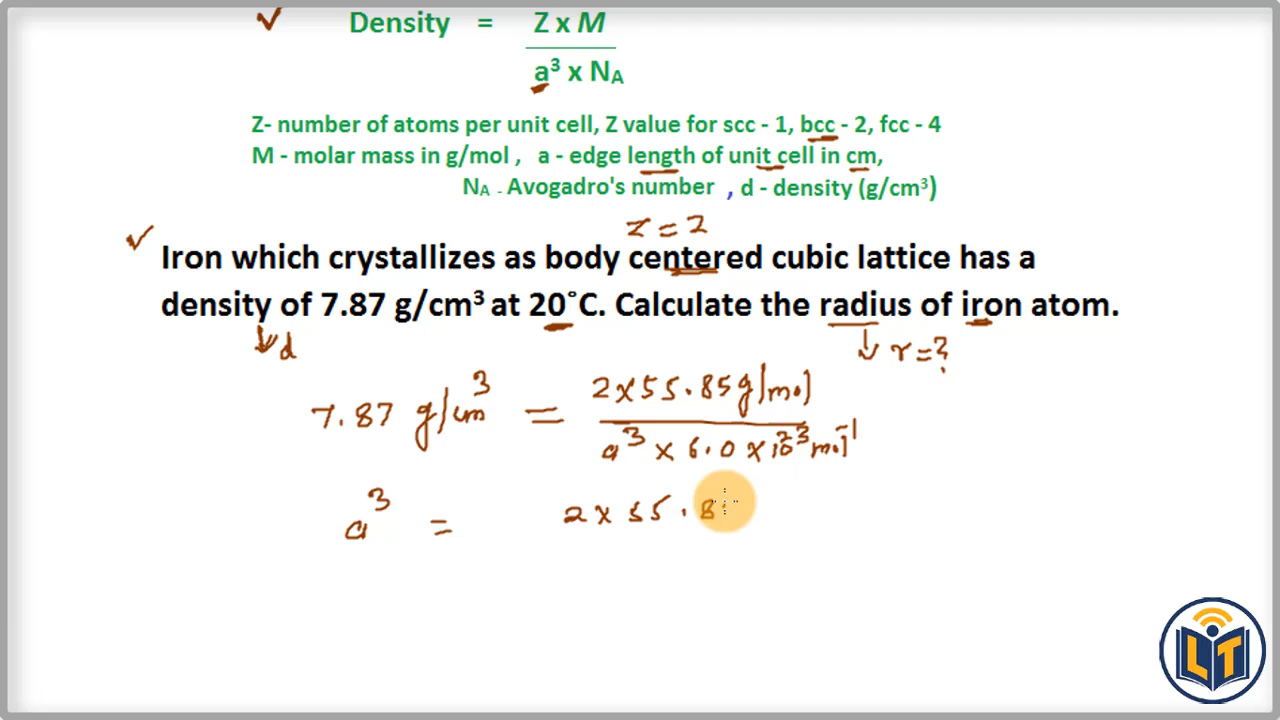 ✓ Density = Z x M
a³ x NA
Z- number of atoms per unit cell, Z value for scc - 1, bcc - 2, fcc - 4
M - molar mass in g/mol , a - edge length of unit cell in cm,
NA - Avogadro's number , d - density (g/cm³)
z = 2
✓ Iron which crystallizes as body centered cubic lattice has a
density of 7.87 g/cm³ at 20°C. Calculate the radius of iron atom.
↓ d ↓ r = ?
7.87 g/cm³ = 2 x 55.85 g/mol
a³ x 6.0 x 10²³ mol⁻¹
a³ = 2 x 55.8
LT